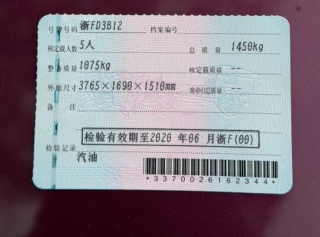 号牌号码 浙FD3B12 档案编号
核定载人数 5人 总质量 1450kg
整备质量 1075kg 核定载质量 --
外廓尺寸 3765×1690×1510mm 准牵引总质量 --
备注
检验有效期至2020年06月浙F(00)
检验记录
汽油
*3370026162344*